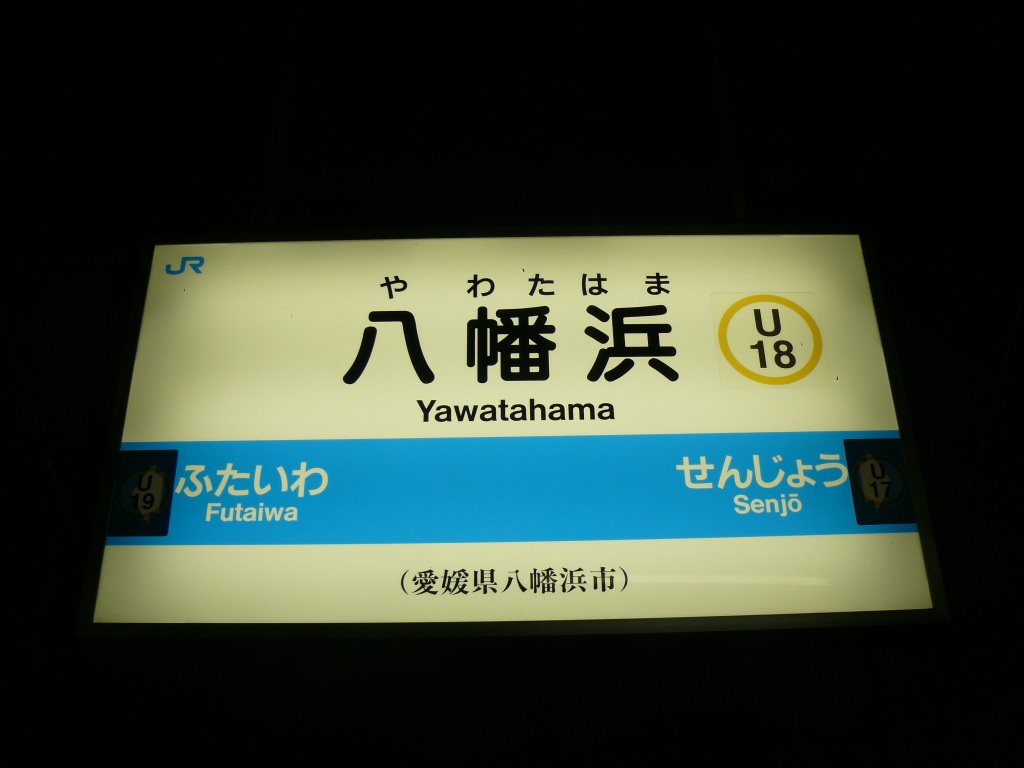 JR
やわたはま
八幡浜
Yawatahama
U
18
U
19
ふたいわ
Futaiwa
せんじょう
Senjō
U
17
（愛媛県八幡浜市）